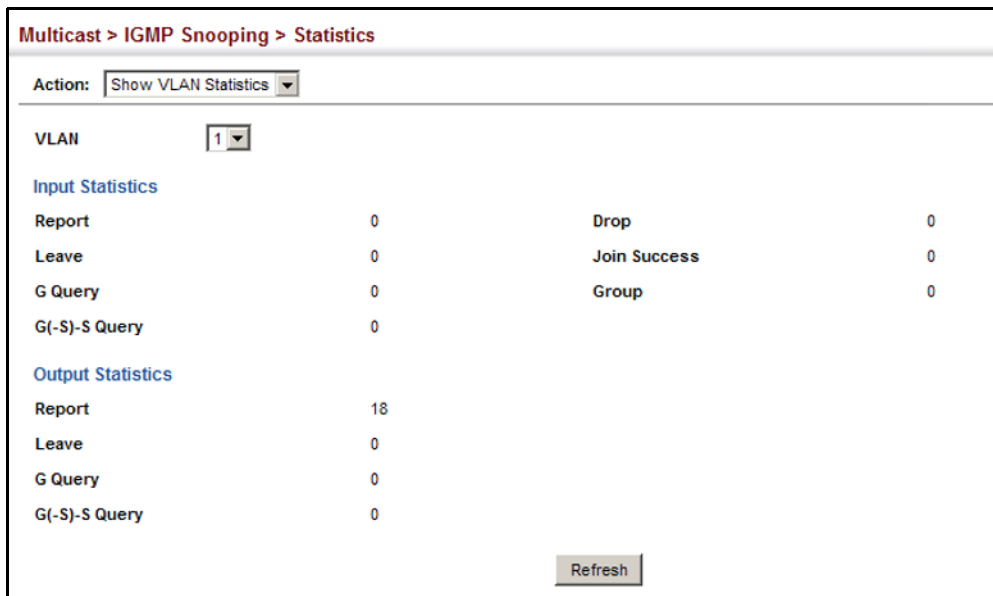 Multicast > IGMP Snooping > Statistics
Action: Show VLAN Statistics
VLAN 1
Input Statistics
Report 0 Drop 0
Leave 0 Join Success 0
G Query 0 Group 0
G(-S)-S Query 0
Output Statistics
Report 18
Leave 0
G Query 0
G(-S)-S Query 0
Refresh